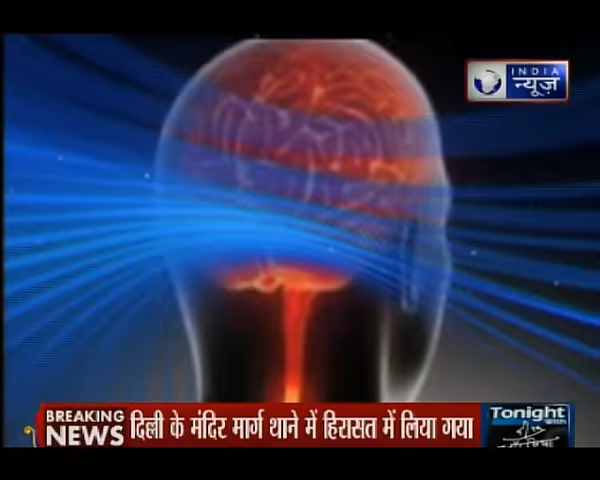 INDIA
न्यूज़
BREAKING
NEWS
दिल्ली के मंदिर मार्ग थाने में हिरासत में लिया गया
Tonight